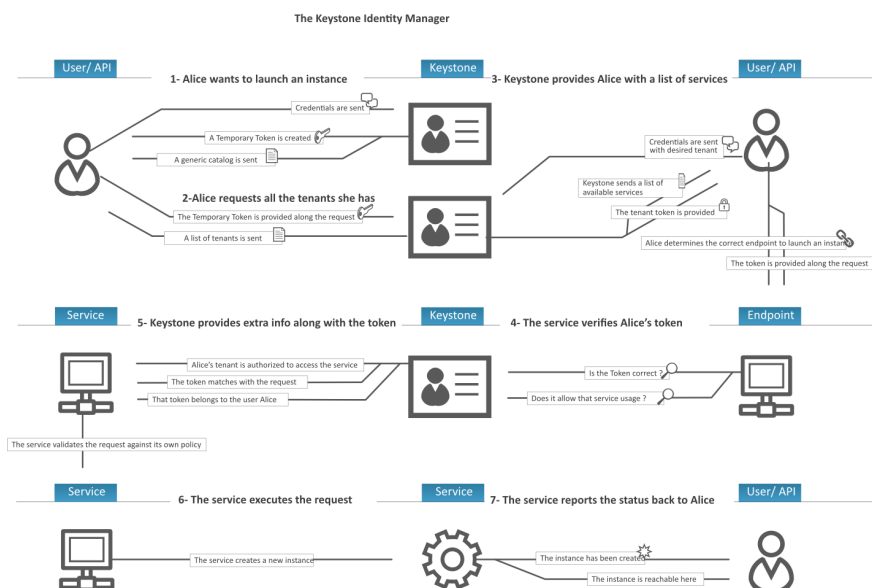 The Keystone Identity Manager
User/ API
Keystone
User/ API
1- Alice wants to launch an instance
3- Keystone provides Alice with a list of services
Credentials are sent
A Temporary Token is created
A generic catalog is sent
Credentials are sent
with desired tenant
2-Alice requests all the tenants she has
Keystone sends a list of
available services
The Temporary Token is provided along the request
The tenant token is provided
A list of tenants is sent
Alice determines the correct endpoint to launch an instance
The token is provided along the request
Service
Keystone
Endpoint
5- Keystone provides extra info along with the token
4- The service verifies Alice's token
Alice's tenant is authorized to access the service
The token matches with the request
That token belongs to the user Alice
Is the Token correct ?
Does it allow that service usage ?
The service validates the request against its own policy
Service
Service
User/ API
6- The service executes the request
7- The service reports the status back to Alice
The service creates a new instance
The instance has been created
The instance is reachable here